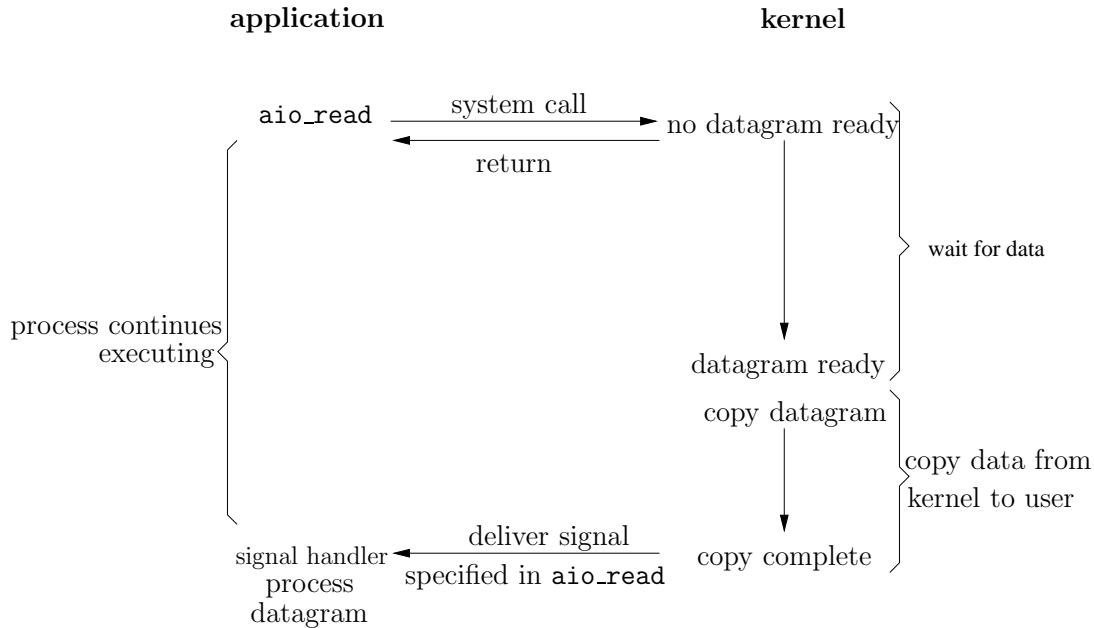 application
kernel
aio_read
system call
no datagram ready
return
wait for data
process continues
executing
datagram ready
copy datagram
copy data from
kernel to user
deliver signal
specified in aio_read
copy complete
signal handler
process
datagram